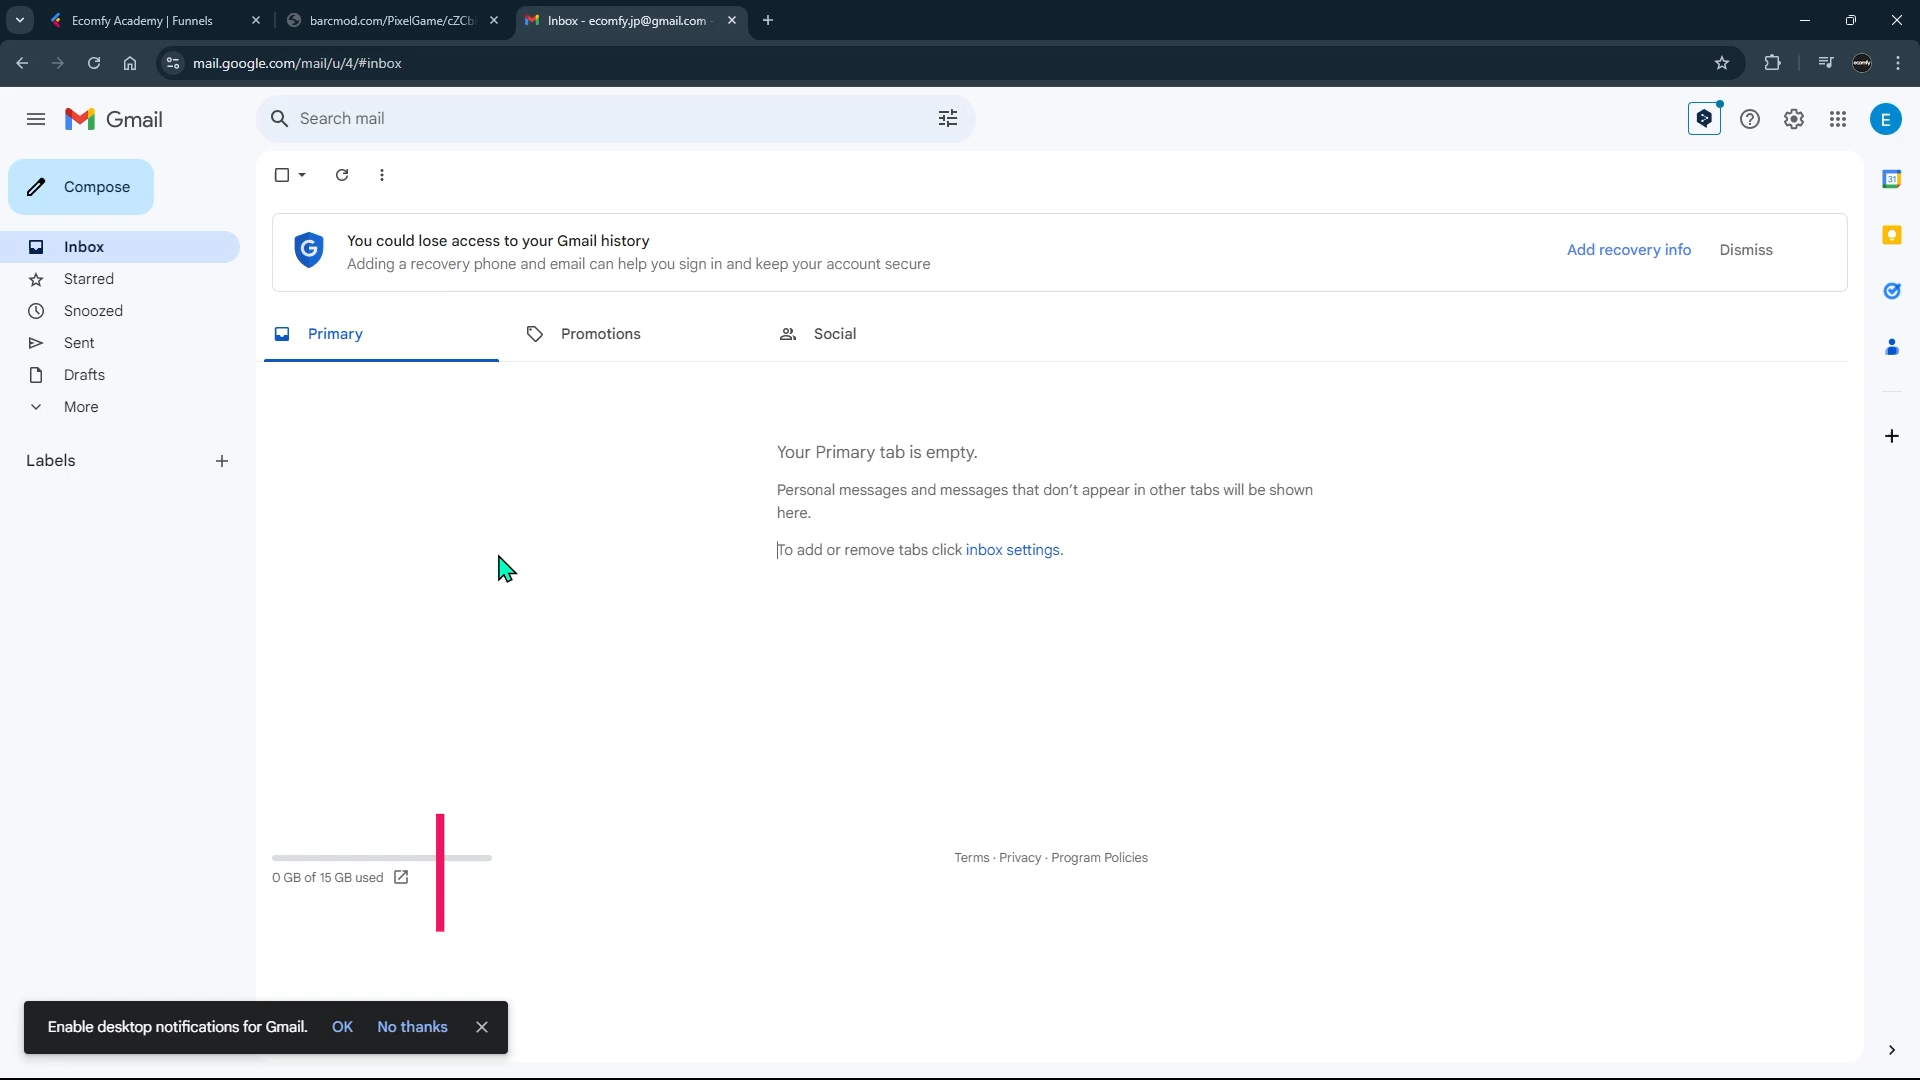 Ecomfy Academy | Funnels
barcmod.com/PixelGame/cZCb
Inbox - ecomfy.jp@gmail.com -
mail.google.com/mail/u/4/#inbox
Gmail
Search mail
E
Compose
Inbox
Starred
Snoozed
Sent
Drafts
More
Labels
You could lose access to your Gmail history
Adding a recovery phone and email can help you sign in and keep your account secure
Add recovery info
Dismiss
Primary
Promotions
Social
Your Primary tab is empty.
Personal messages and messages that don't appear in other tabs will be shown
here.
To add or remove tabs click inbox settings.
31
0 GB of 15 GB used
Terms · Privacy · Program Policies
Enable desktop notifications for Gmail. OK No thanks